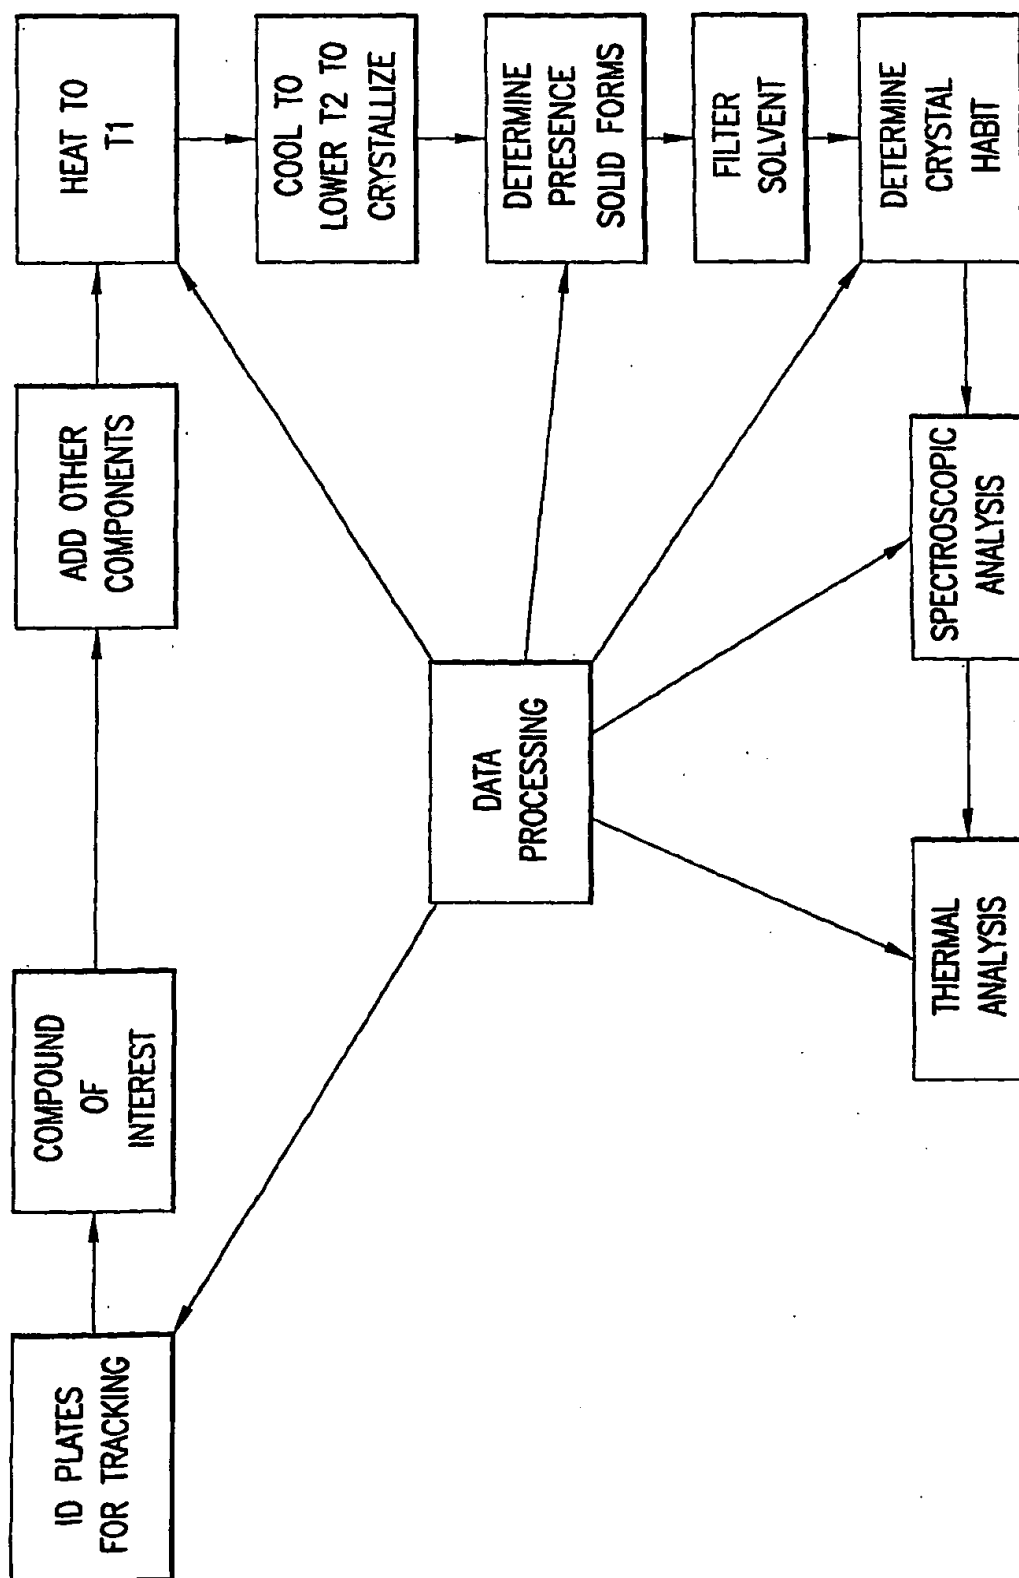 ID PLATES
FOR TRACKING
COMPOUND
OF
INTEREST
ADD OTHER
COMPONENTS
HEAT TO
T1
COOL TO
LOWER T2 TO
CRYSTALLIZE
DETERMINE
PRESENCE
SOLID FORMS
FILTER
SOLVENT
DETERMINE
CRYSTAL
HABIT
SPECTROSCOPIC
ANALYSIS
THERMAL
ANALYSIS
DATA
PROCESSING